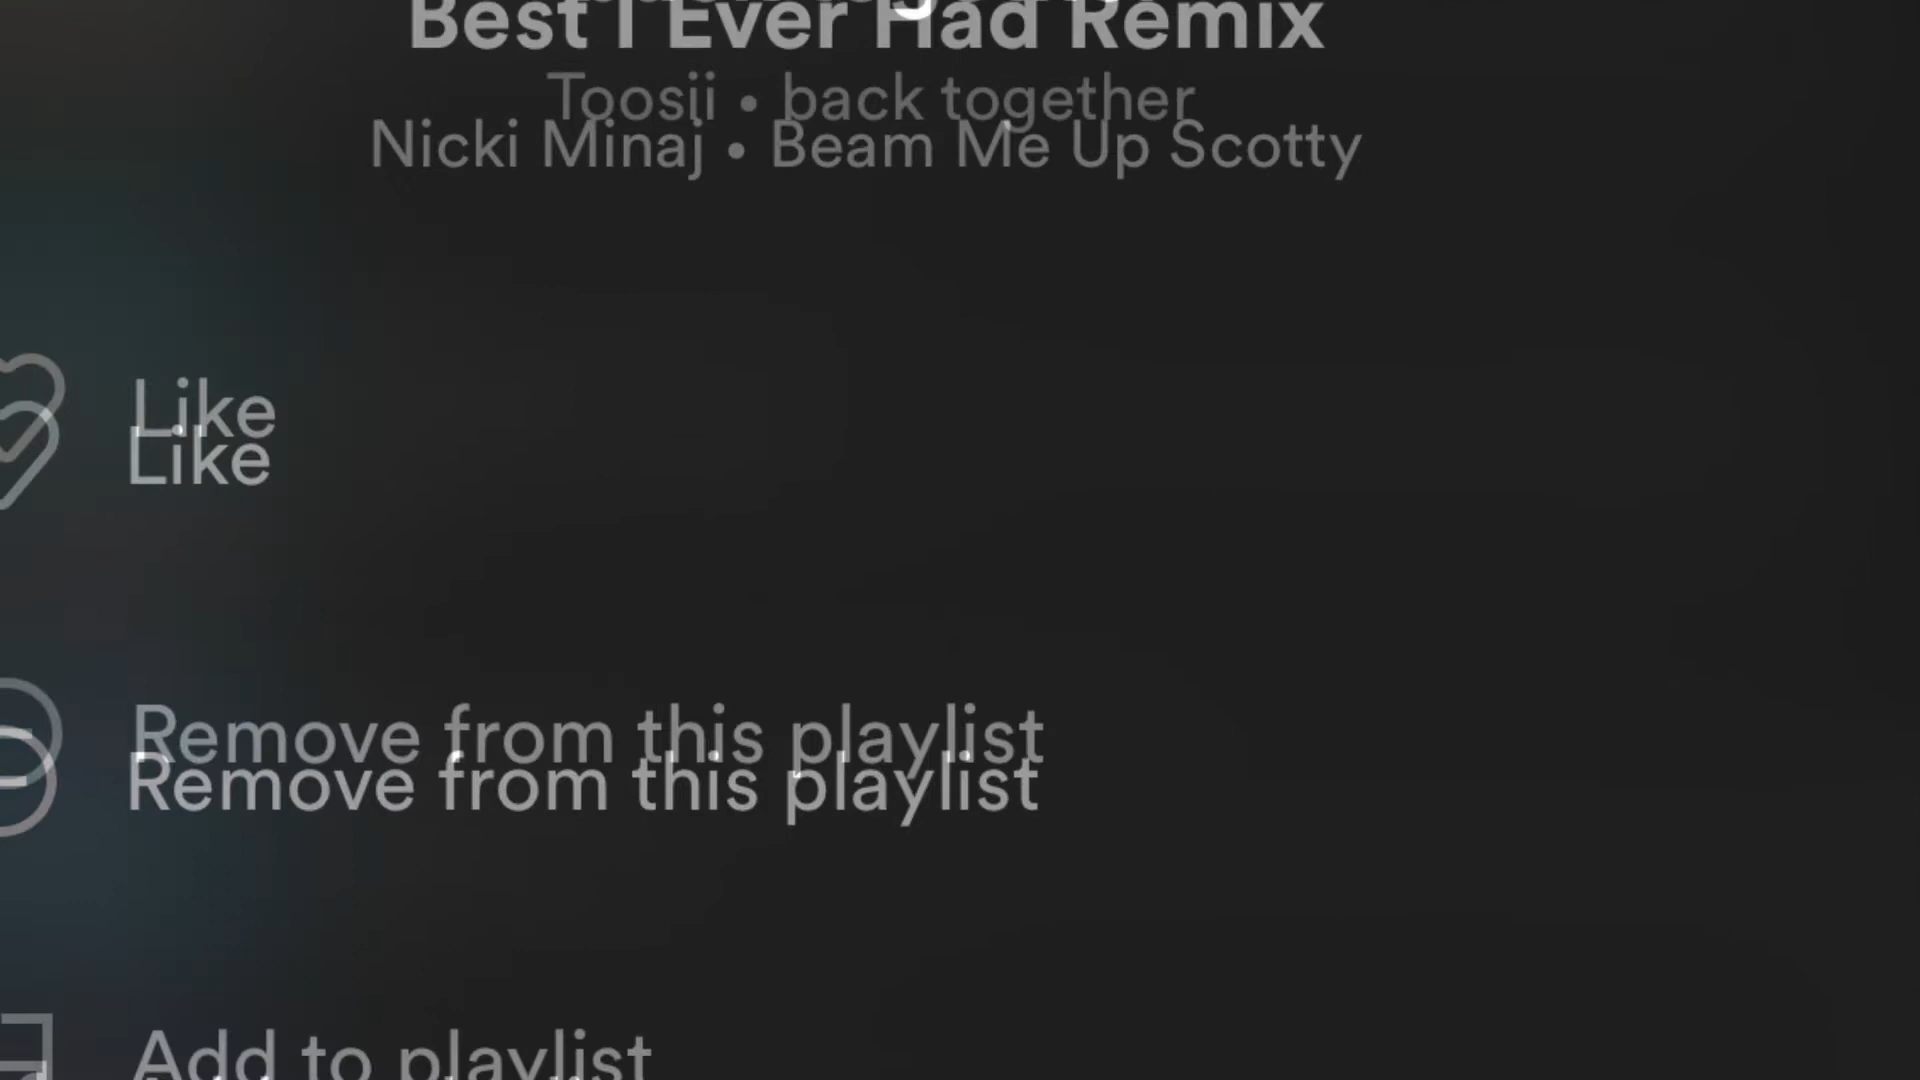 Best I Ever Had Remix
Toosii • back together
Nicki Minaj • Beam Me Up Scotty
Like
Like
Remove from this playlist
Remove from this playlist
Add to playlist